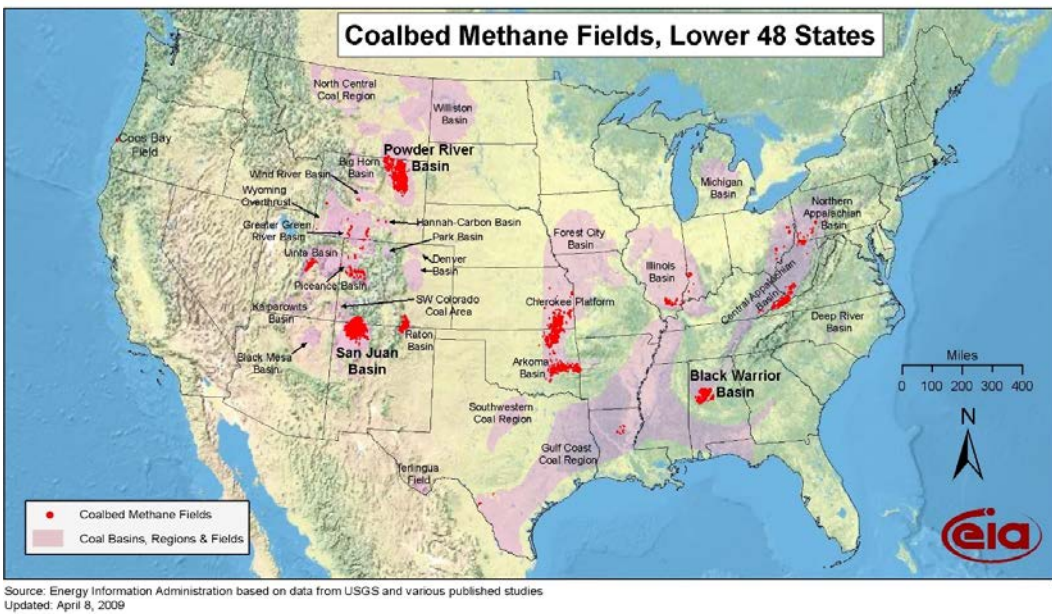 Coalbed Methane Fields, Lower 48 States
North Central
Coal Region
Williston
Basin
Coos Bay
Field
Powder River
Basin
Big Horn
Basin
Wind River Basin
Wyoming
Overthrust
Michigan
Basin
Northern
Appalachian
Basin
Hannah-Carbon Basin
Greater Green
River Basin
Park Basin
Forest City
Basin
Uinta Basin
Denver
Basin
Illinois
Basin
Piceance Basin
Central Appalachian
Basin
Kaiparowits
Basin
SW Colorado
Coal Area
Cherokee Platform
Deep River
Basin
Raton
Basin
San Juan
Basin
Black Mesa
Basin
Arkoma
Basin
Black Warrior
Basin
Miles
0 100 200 300 400
N
Southwestern
Coal Region
Gulf Coast
Coal Region
Terlingua
Field
Coalbed Methane Fields
Coal Basins, Regions & Fields
eia
Source: Energy Information Administration based on data from USGS and various published studies
Updated: April 8, 2009